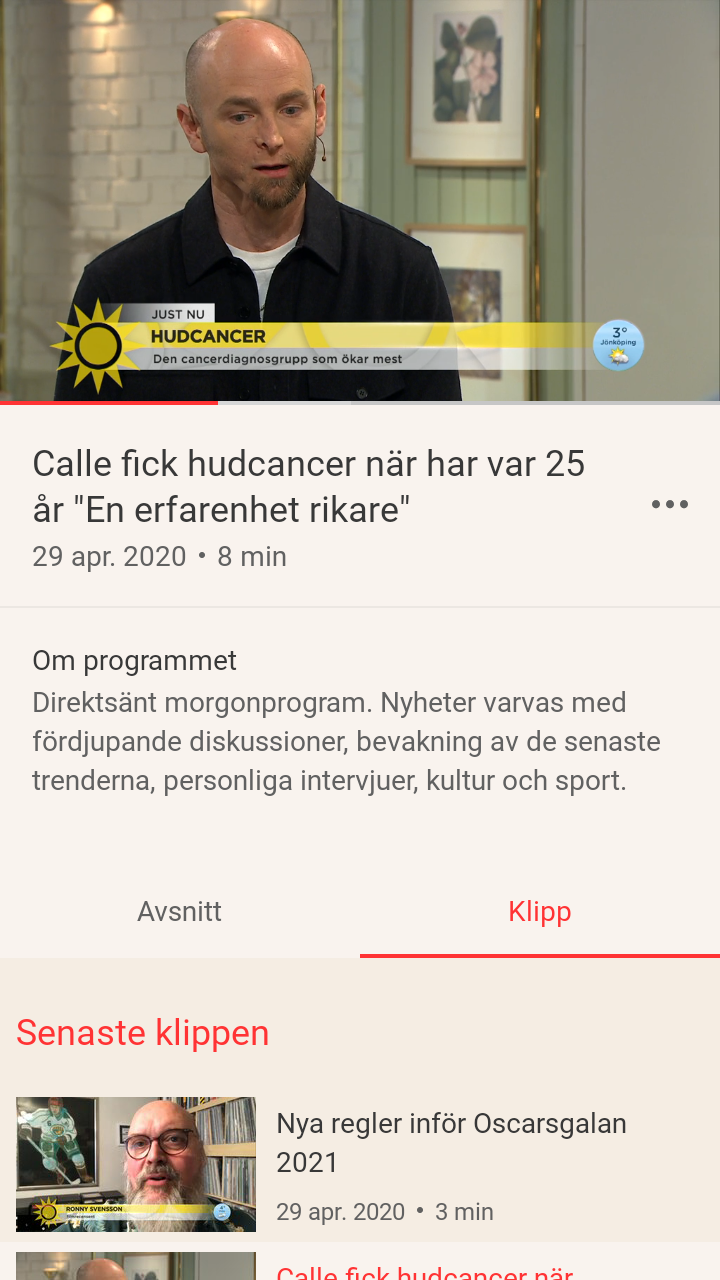 JUST NU
HUDCANCER
Den cancerdiagnosgrupp som ökar mest
3°
Jönköping
Calle fick hudcancer när har var 25
år "En erfarenhet rikare"
29 apr. 2020 • 8 min
Om programmet
Direktsänt morgonprogram. Nyheter varvas med
fördjupande diskussioner, bevakning av de senaste
trenderna, personliga intervjuer, kultur och sport.
Avsnitt
Klipp
Senaste klippen
RONNY SVENSSON
Nya regler inför Oscarsgalan
2021
29 apr. 2020 • 3 min
Calle fick hudcancer när